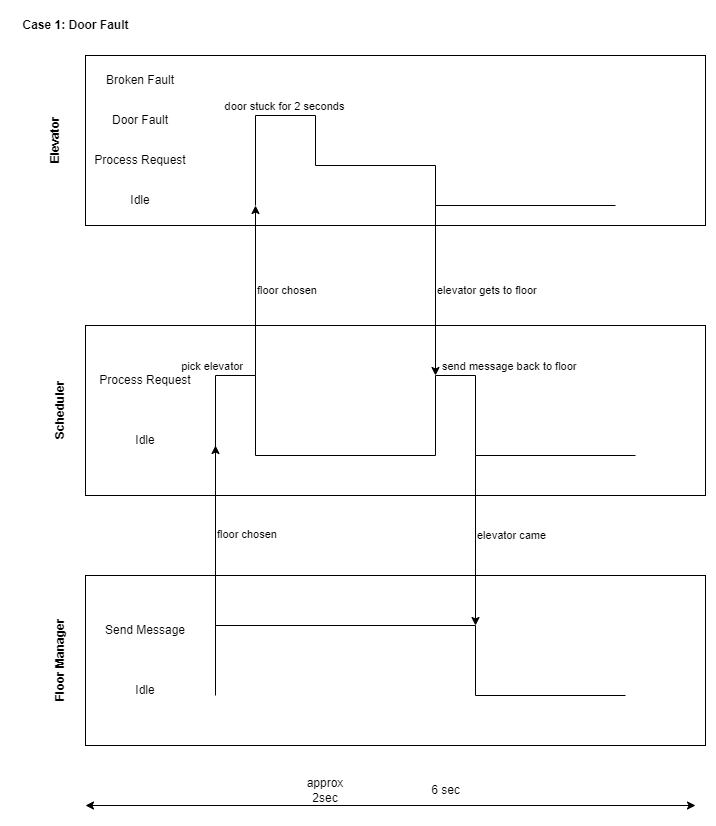 Case 1: Door Fault
Broken Fault
door stuck for 2 seconds
Door Fault
Elevator
Process Request
Idle
floor chosen
elevator gets to floor
pick elevator
send message back to floor
Process Request
Scheduler
Idle
floor chosen
elevator came
Send Message
Floor Manager
Idle
approx
2sec
6 sec